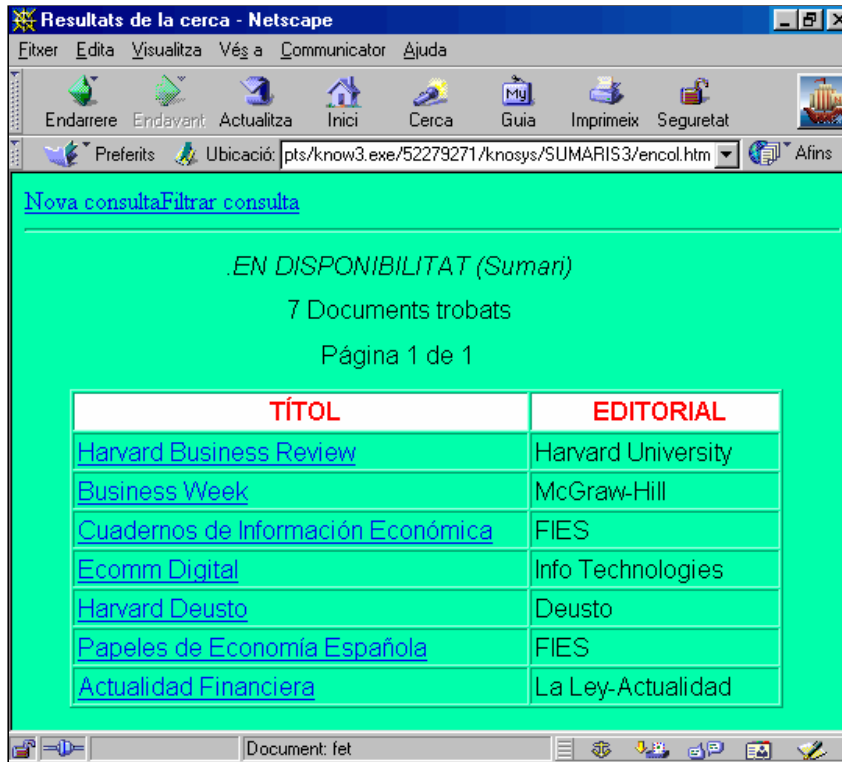 Resultats de la cerca - Netscape
Fitxer Edita Visualitza Vés a Communicator Ajuda
Endarrere Endavant Actualitza Inici Cerca Guia Imprimeix Seguretat
Preferits Ubicació: pts/know3.exe/52279271/knosys/SUMARIS3/encol.htm Afins
Nova consultaFiltrar consulta
.EN DISPONIBILITAT (Sumari)
7 Documents trobats
Página 1 de 1
TÍTOL EDITORIAL
Harvard Business Review Harvard University
Business Week McGraw-Hill
Cuadernos de Información Económica FIES
Ecomm Digital Info Technologies
Harvard Deusto Deusto
Papeles de Economía Española FIES
Actualidad Financiera La Ley-Actualidad
Document: fet